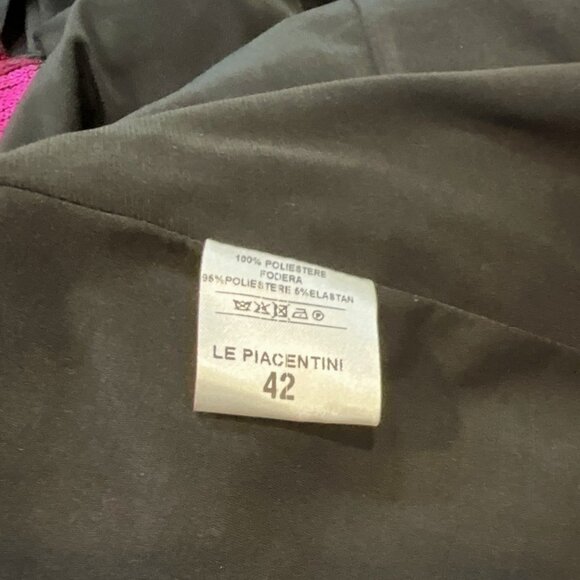 100% POLIESTERE
FODERA
95%POLIESTERE 5%ELASTAN
LE PIACENTINI
42